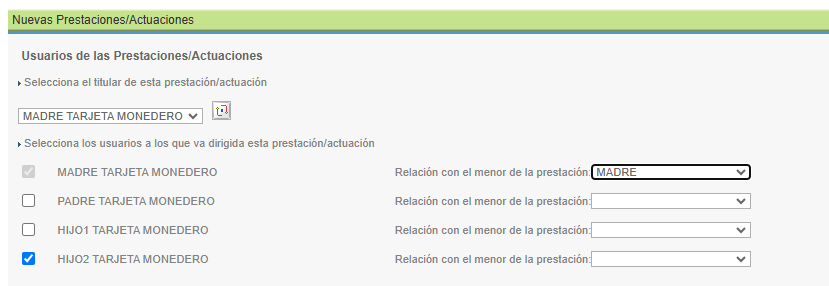 Nuevas Prestaciones/Actuaciones
Usuarios de las Prestaciones/Actuaciones
Selecciona el titular de esta prestación/actuación
MADRE TARJETA MONEDERO
Selecciona los usuarios a los que va dirigida esta prestación/actuación
MADRE TARJETA MONEDERO Relación con el menor de la prestación: MADRE
PADRE TARJETA MONEDERO Relación con el menor de la prestación:
HIJO1 TARJETA MONEDERO Relación con el menor de la prestación:
HIJO2 TARJETA MONEDERO Relación con el menor de la prestación: